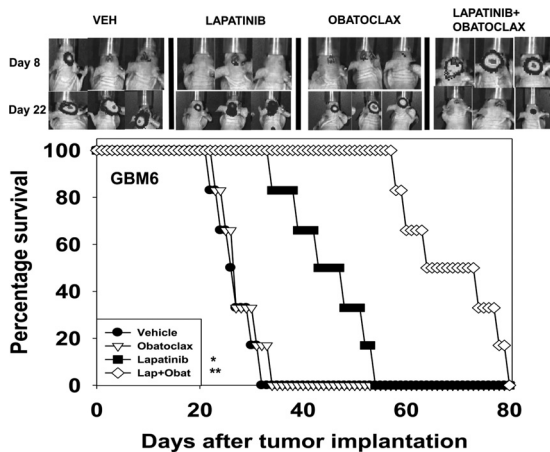 VEH LAPATINIB OBATOCLAX LAPATINIB+
OBATOCLAX
Day 8
Day 22
GBM6
Percentage survival
100
80
60
40
20
0
Vehicle
Obatoclax
Lapatinib *
Lap+Obat **
0 20 40 60 80
Days after tumor implantation